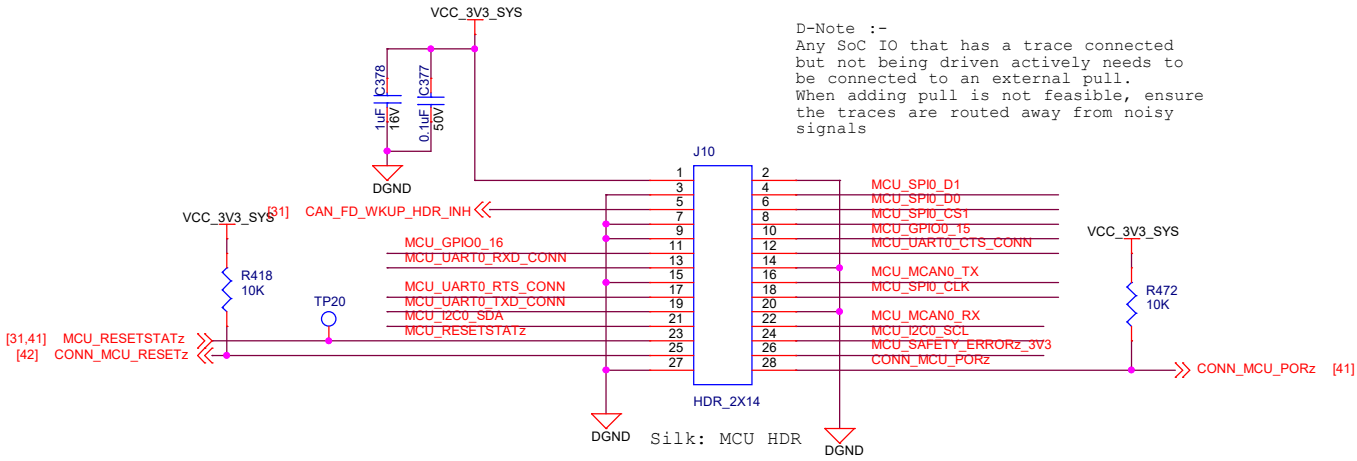 VCC_3V3_SYS
D-Note :-
Any SoC IO that has a trace connected
but not being driven actively needs to
be connected to an external pull.
When adding pull is not feasible, ensure
the traces are routed away from noisy
signals
1uF C378
16V
0.1uF C377
50V
DGND
J10
1 2
3 4 MCU_SPI0_D1
[31] CAN_FD_WKUP_HDR_INH 5 6 MCU_SPI0_D0
7 8 MCU_SPI0_CS1
9 10 MCU_GPIO0_15
MCU_GPIO0_16 11 12 MCU_UART0_CTS_CONN
MCU_UART0_RXD_CONN 13 14
15 16 MCU_MCAN0_TX
MCU_UART0_RTS_CONN 17 18 MCU_SPI0_CLK
MCU_UART0_TXD_CONN 19 20
MCU_I2C0_SDA 21 22 MCU_MCAN0_RX
[31,41] MCU_RESETSTATz MCU_RESETSTATz 23 24 MCU_I2C0_SCL
[42] CONN_MCU_RESETz 25 26 MCU_SAFETY_ERRORz_3V3
27 28 CONN_MCU_PORz CONN_MCU_PORz [41]
VCC_3V3_SYS
R418
10K
TP20
VCC_3V3_SYS
R472
10K
HDR_2X14
DGND
Silk: MCU HDR
DGND